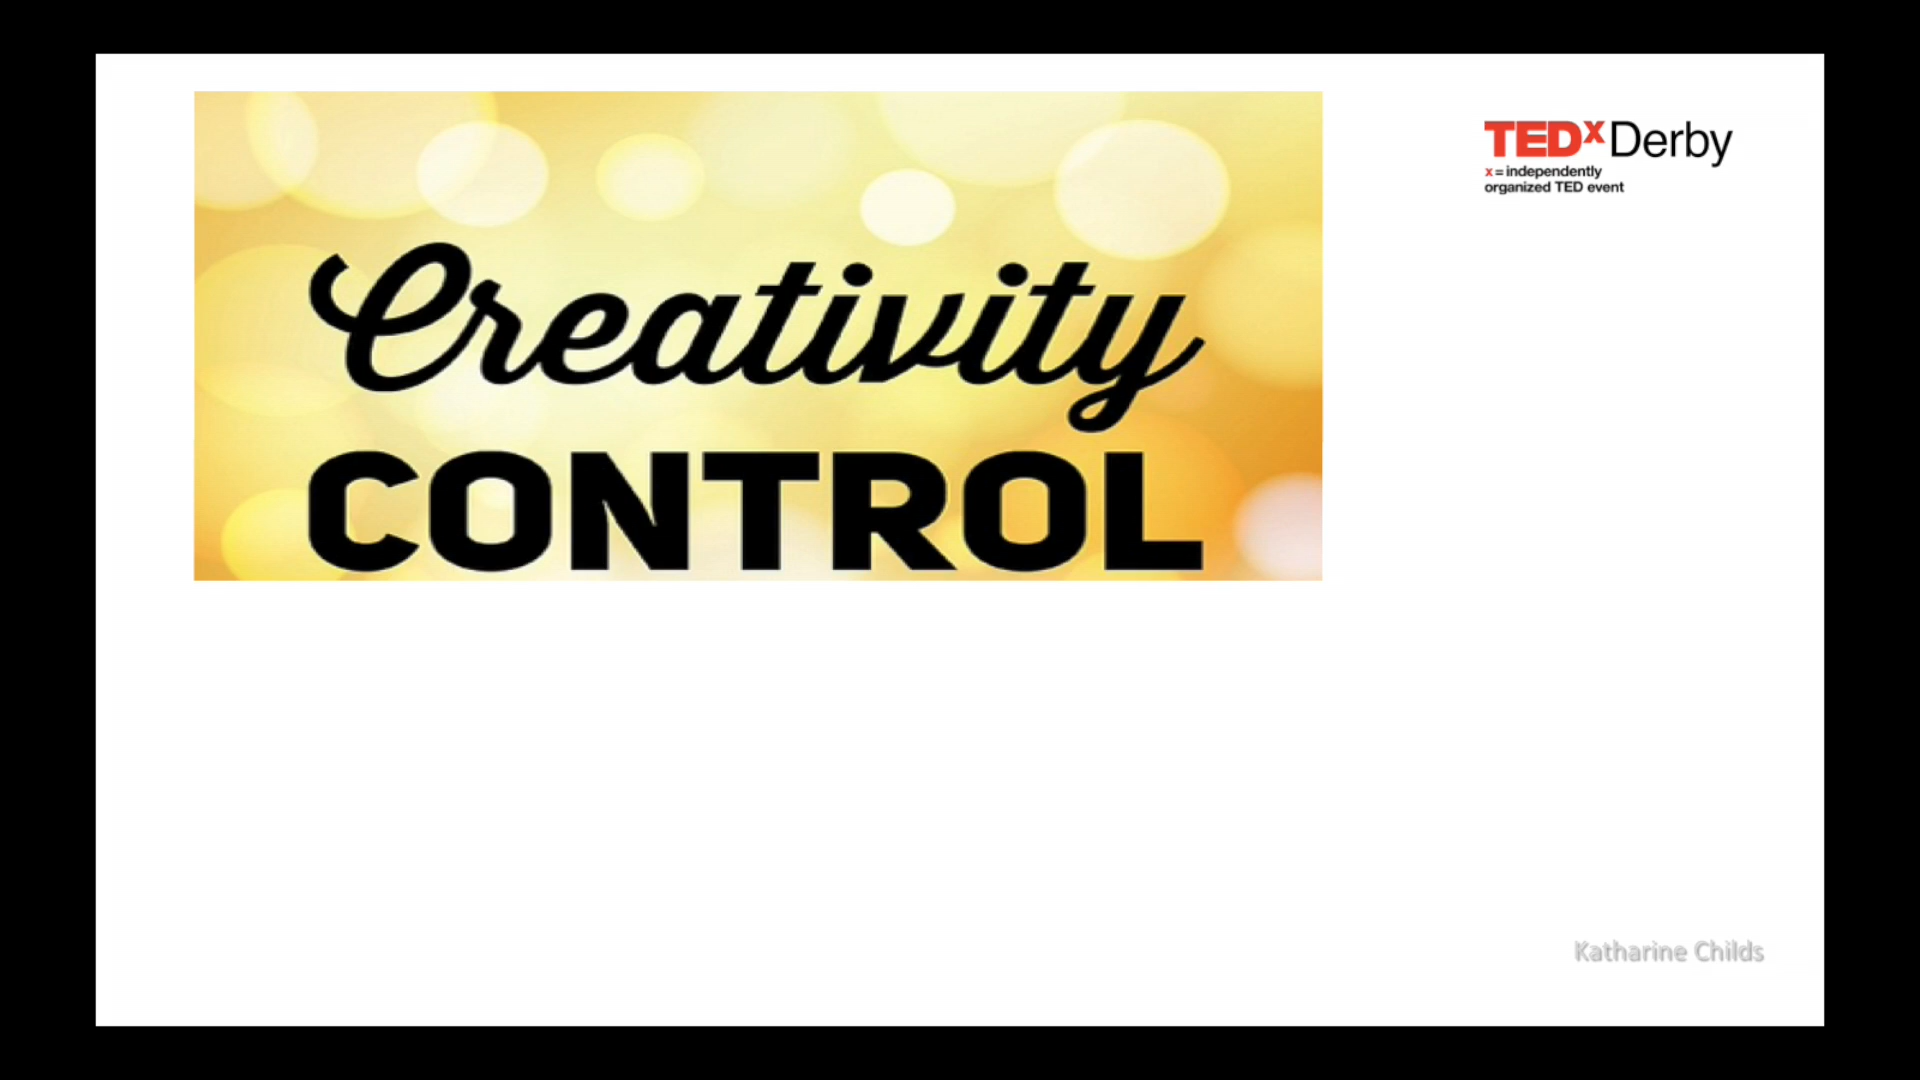 Creativity
CONTROL
TEDxDerby
x = independently
organized TED event
Katharine Childs